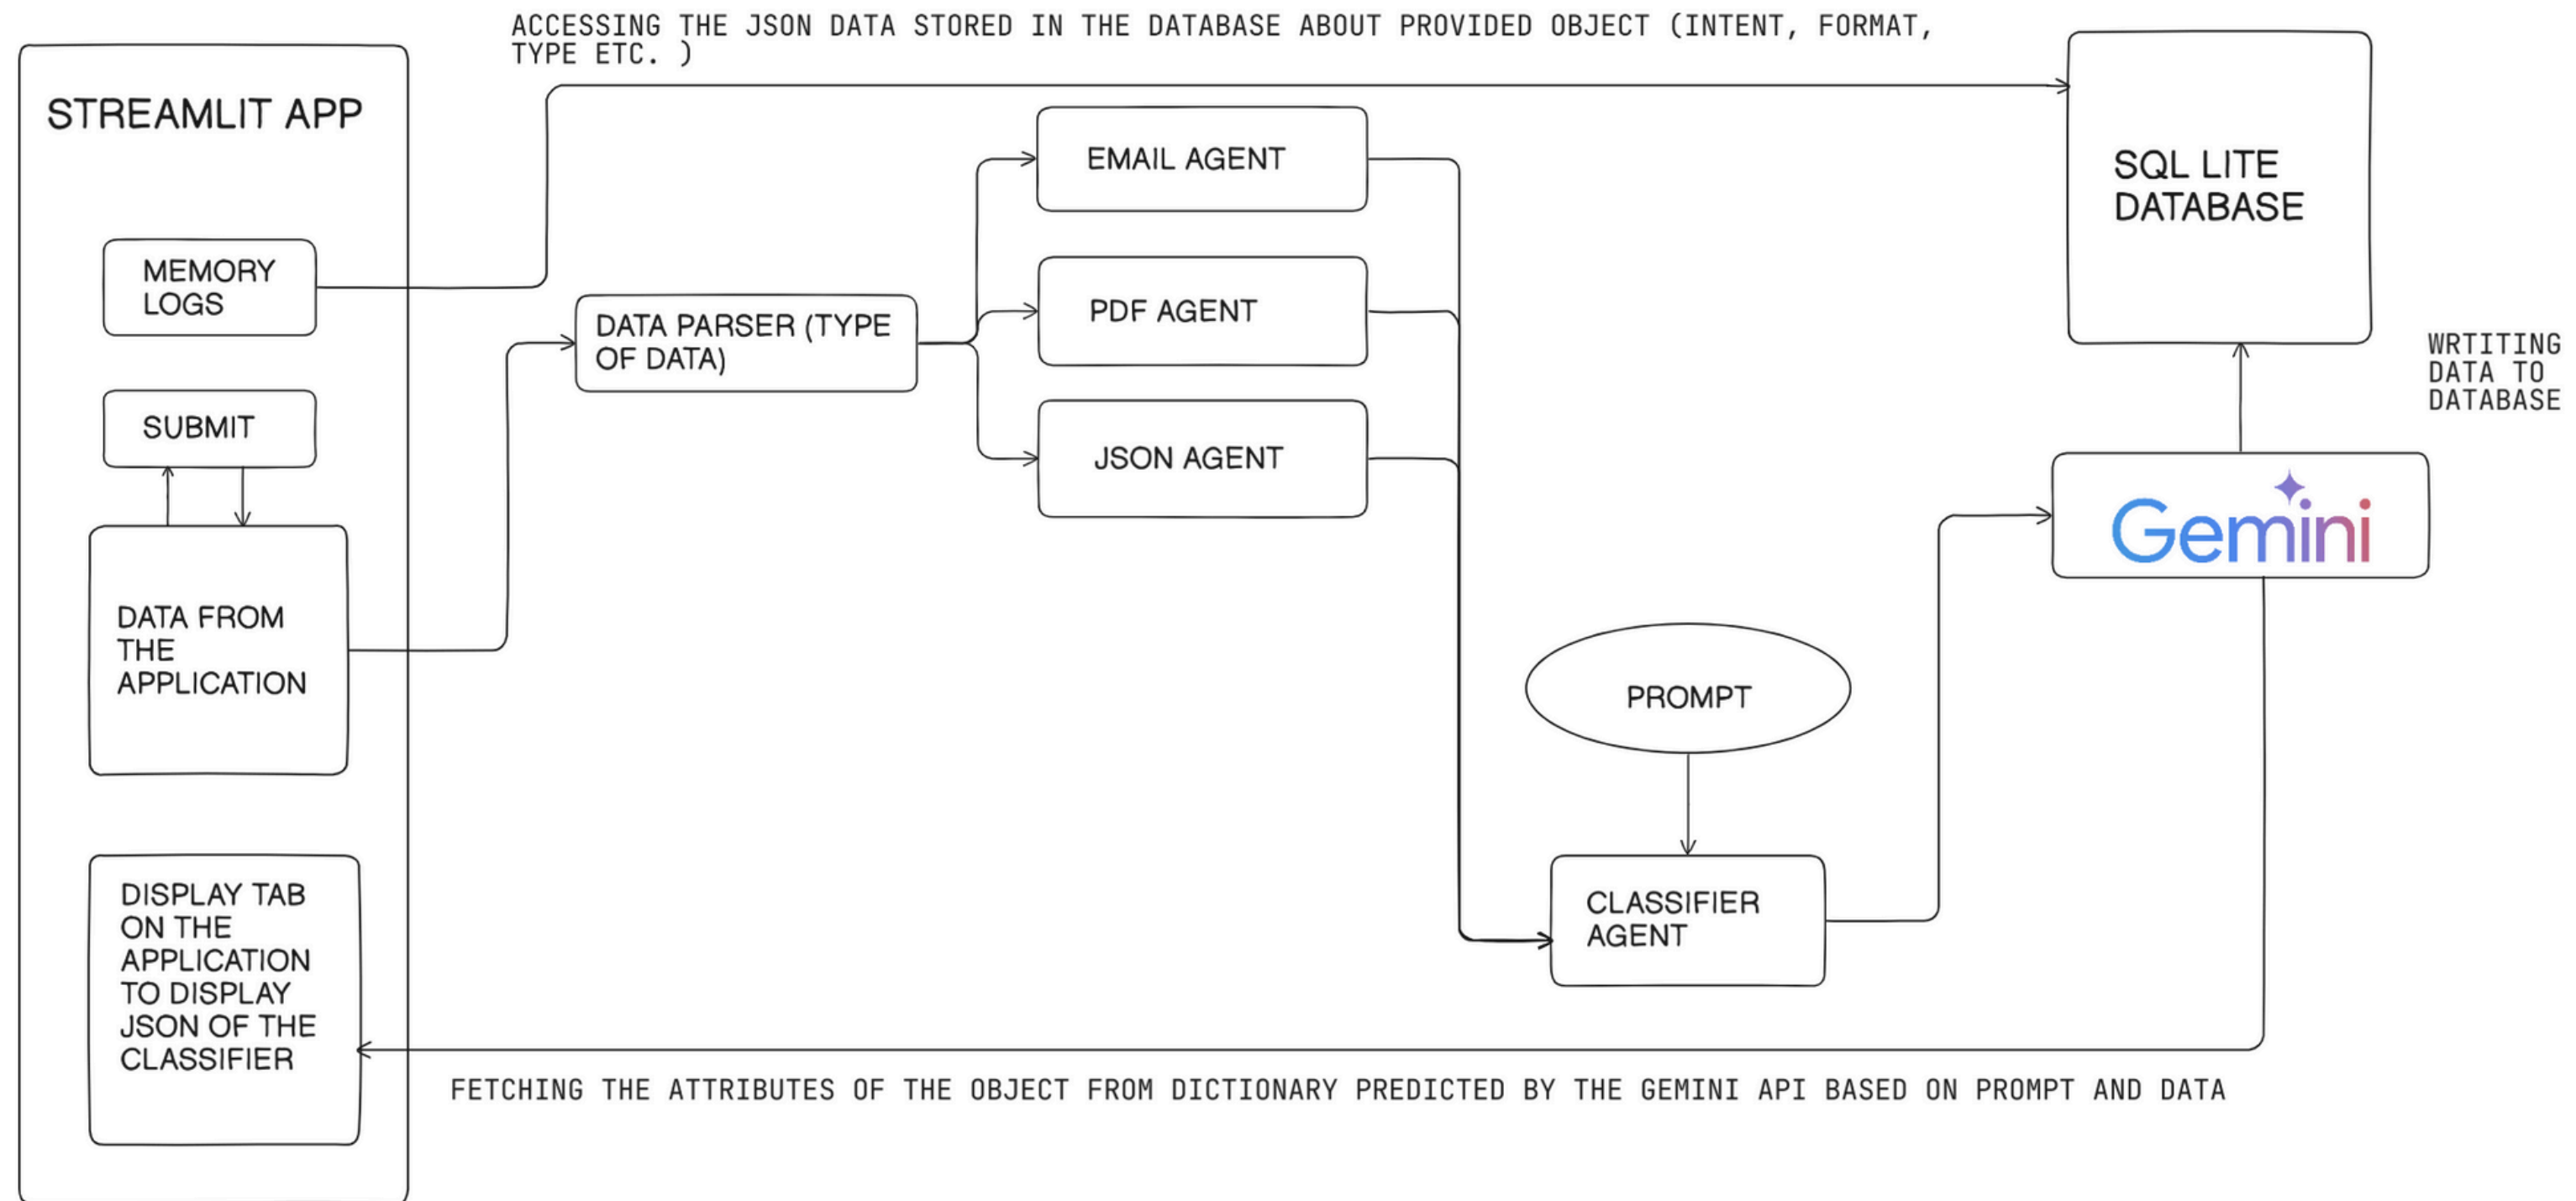 ACCESSING THE JSON DATA STORED IN THE DATABASE ABOUT PROVIDED OBJECT (INTENT, FORMAT,
TYPE ETC. )
STREAMLIT APP
MEMORY
LOGS
SUBMIT
DATA FROM
THE
APPLICATION
DISPLAY TAB
ON THE
APPLICATION
TO DISPLAY
JSON OF THE
CLASSIFIER
DATA PARSER (TYPE
OF DATA)
EMAIL AGENT
PDF AGENT
JSON AGENT
PROMPT
CLASSIFIER
AGENT
SQL LITE
DATABASE
WRTITING
DATA TO
DATABASE
Gemini
FETCHING THE ATTRIBUTES OF THE OBJECT FROM DICTIONARY PREDICTED BY THE GEMINI API BASED ON PROMPT AND DATA